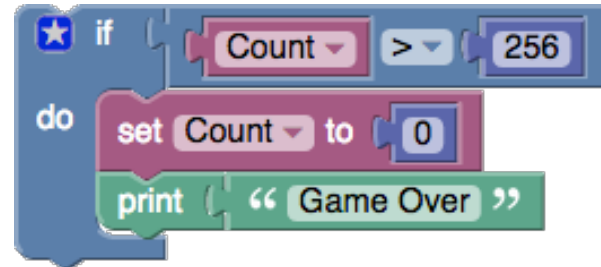 if Count > 256
do set Count to 0
print “ Game Over ”